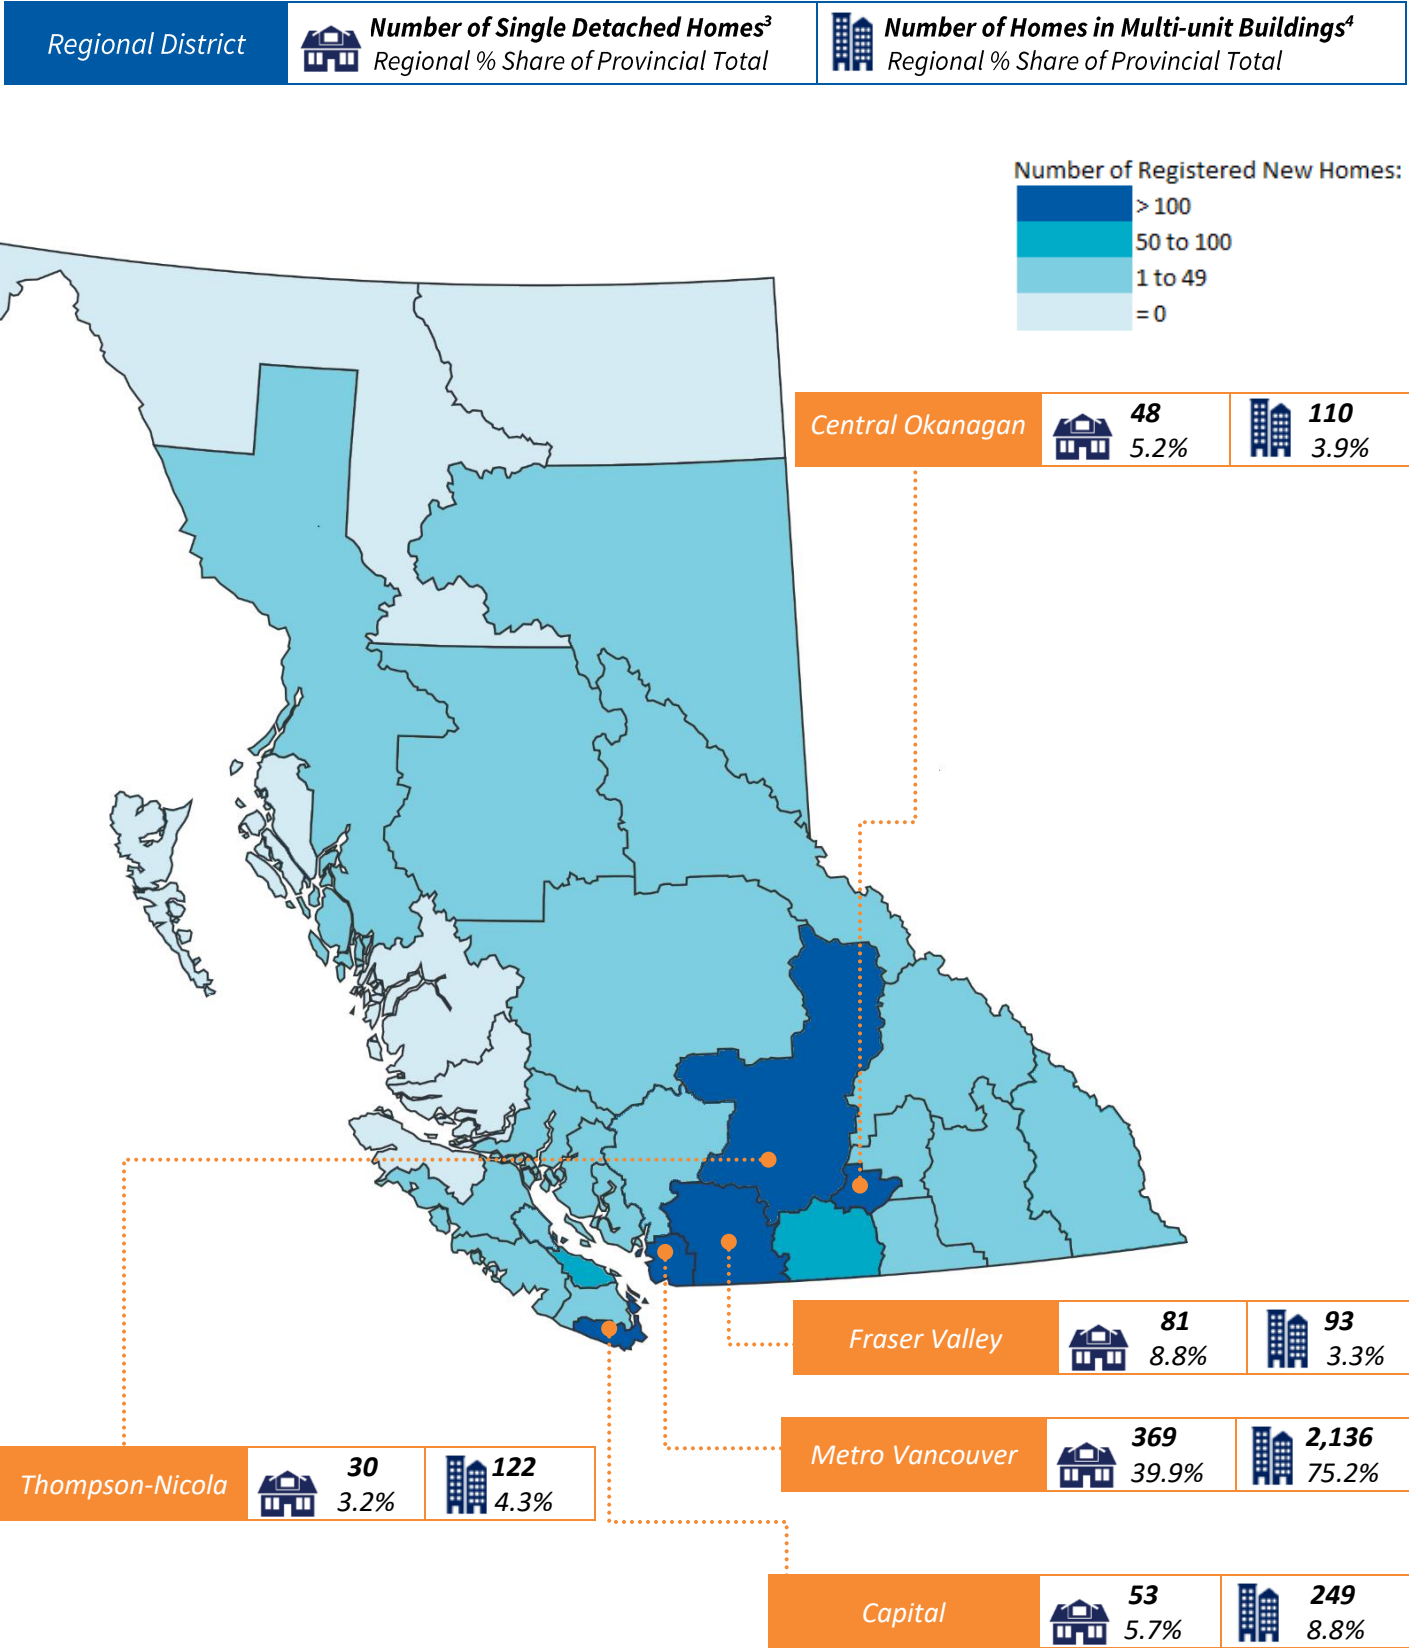 Regional District
Number of Single Detached Homes³
Regional % Share of Provincial Total
Number of Homes in Multi-unit Buildings⁴
Regional % Share of Provincial Total
Number of Registered New Homes:
> 100
50 to 100
1 to 49
= 0
Central Okanagan
48
5.2%
110
3.9%
Fraser Valley
81
8.8%
93
3.3%
Metro Vancouver
369
39.9%
2,136
75.2%
Thompson-Nicola
30
3.2%
122
4.3%
Capital
53
5.7%
249
8.8%